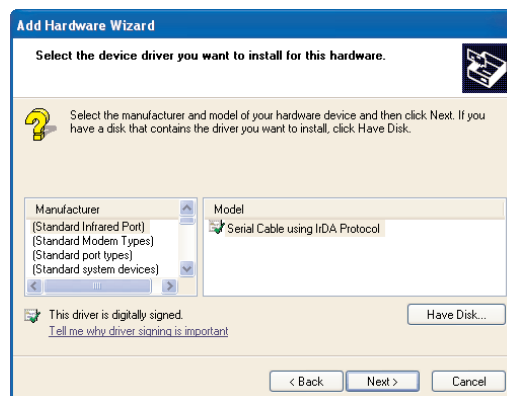 Add Hardware Wizard
Select the device driver you want to install for this hardware.
Select the manufacturer and model of your hardware device and then click Next. If you
have a disk that contains the driver you want to install, click Have Disk.
Manufacturer
(Standard Infrared Port)
(Standard Modem Types)
(Standard port types)
(Standard system devices)
Model
Serial Cable using IrDA Protocol
This driver is digitally signed.
Tell me why driver signing is important
Have Disk...
< Back
Next >
Cancel